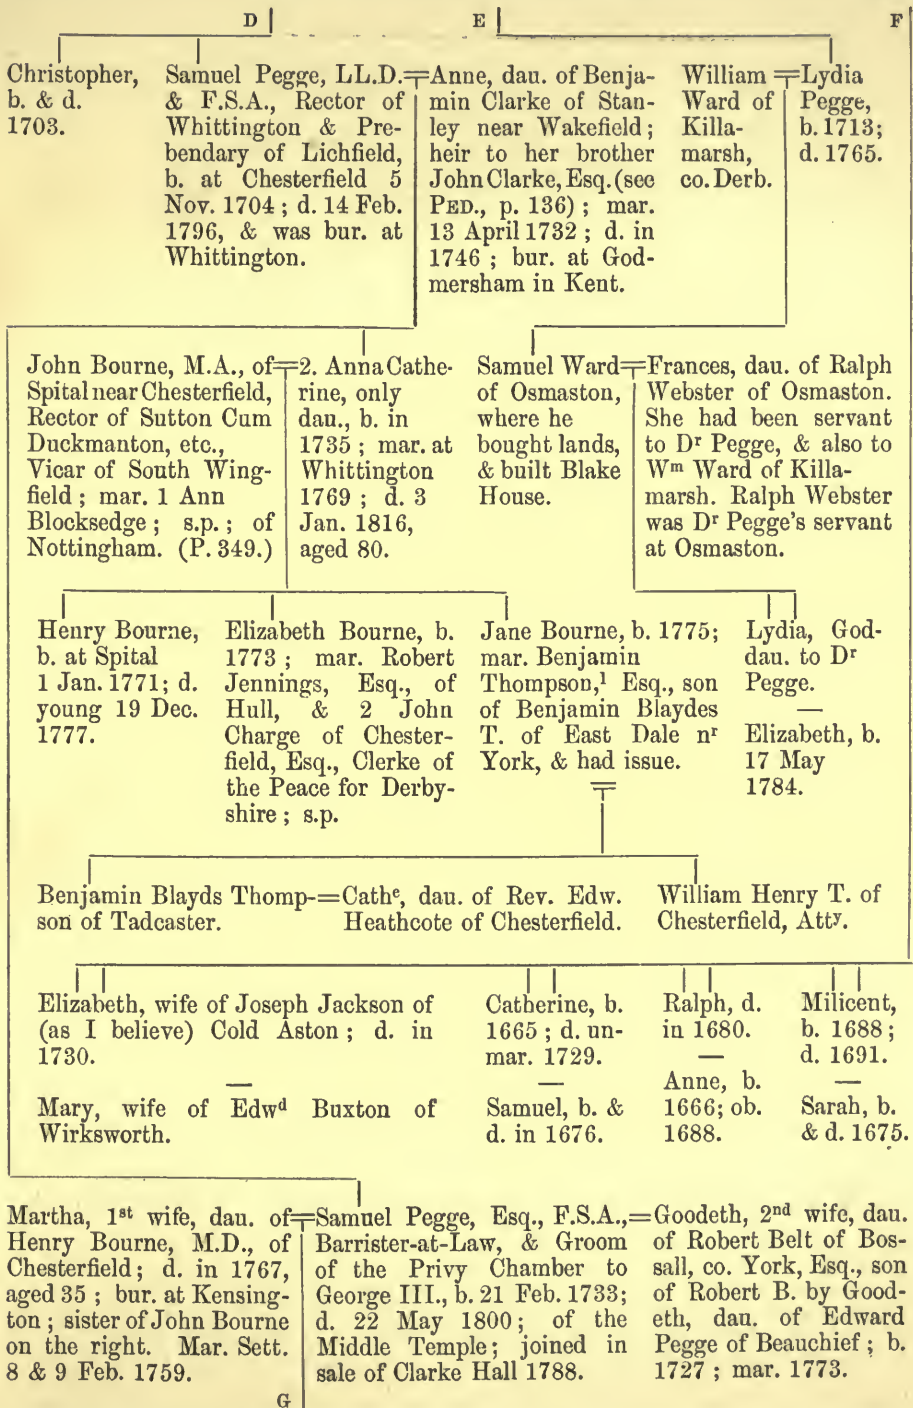 D E F
Christopher,
b. & d.
1703.
Samuel Pegge, LL.D.
& F.S.A., Rector of
Whittington & Pre-
bendary of Lichfield,
b. at Chesterfield 5
Nov. 1704 ; d. 14 Feb.
1796, & was bur. at
Whittington.
Anne, dau. of Benja-
min Clarke of Stan-
ley near Wakefield ;
heir to her brother
John Clarke, Esq. (see
PED., p. 136) ; mar.
13 April 1732 ; d. in
1746 ; bur. at God-
mersham in Kent.
William
Ward of
Killa-
marsh,
co. Derb.
Lydia
Pegge,
b. 1713;
d. 1765.
John Bourne, M.A., of
Spital near Chesterfield,
Rector of Sutton Cum
Duckmanton, etc.,
Vicar of South Wing-
field ; mar. 1 Ann
Blocksedge ; s.p. ; of
Nottingham. (P. 349.)
2. Anna Cathe-
rine, only
dau., b. in
1735 ; mar. at
Whittington
1769 ; d. 3
Jan. 1816,
aged 80.
Samuel Ward
of Osmaston,
where he
bought lands,
& built Blake
House.
Frances, dau. of Ralph
Webster of Osmaston.
She had been servant
to Dr Pegge, & also to
Wm Ward of Killa-
marsh. Ralph Webster
was Dr Pegge's servant
at Osmaston.
Henry Bourne,
b. at Spital
1 Jan. 1771; d.
young 19 Dec.
1777.
Elizabeth Bourne, b.
1773 ; mar. Robert
Jennings, Esq., of
Hull, & 2 John
Charge of Chester-
field, Esq., Clerke of
the Peace for Derby-
shire ; s.p.
Jane Bourne, b. 1775;
mar. Benjamin
Thompson,1 Esq., son
of Benjamin Blaydes
T. of East Dale nr
York, & had issue.
Lydia, God-
dau. to Dr
Pegge.
—
Elizabeth, b.
17 May
1784.
Benjamin Blayds Thomp-=Cathe, dau. of Rev. Edw.
son of Tadcaster. Heathcote of Chesterfield.
William Henry T. of
Chesterfield, Atty.
Elizabeth, wife of Joseph Jackson of
(as I believe) Cold Aston ; d. in
1730.
—
Mary, wife of Edwd Buxton of
Wirksworth.
Catherine, b.
1665 ; d. un-
mar. 1729.
—
Samuel, b. &
d. in 1676.
Ralph, d.
in 1680.
—
Anne, b.
1666; ob.
1688.
Milicent,
b. 1688 ;
d. 1691.
—
Sarah, b.
& d. 1675.
Martha, 1st wife, dau. of
Henry Bourne, M.D., of
Chesterfield; d. in 1767,
aged 35 ; bur. at Kensing-
ton ; sister of John Bourne
on the right. Mar. Sett.
8 & 9 Feb. 1759.
Samuel Pegge, Esq., F.S.A.,=
Barrister-at-Law, & Groom
of the Privy Chamber to
George III., b. 21 Feb. 1733;
d. 22 May 1800 ; of the
Middle Temple; joined in
sale of Clarke Hall 1788.
Goodeth, 2nd wife, dau.
of Robert Belt of Bos-
sall, co. York, Esq., son
of Robert B. by Good-
eth, dau. of Edward
Pegge of Beauchief ; b.
1727 ; mar. 1773.
G